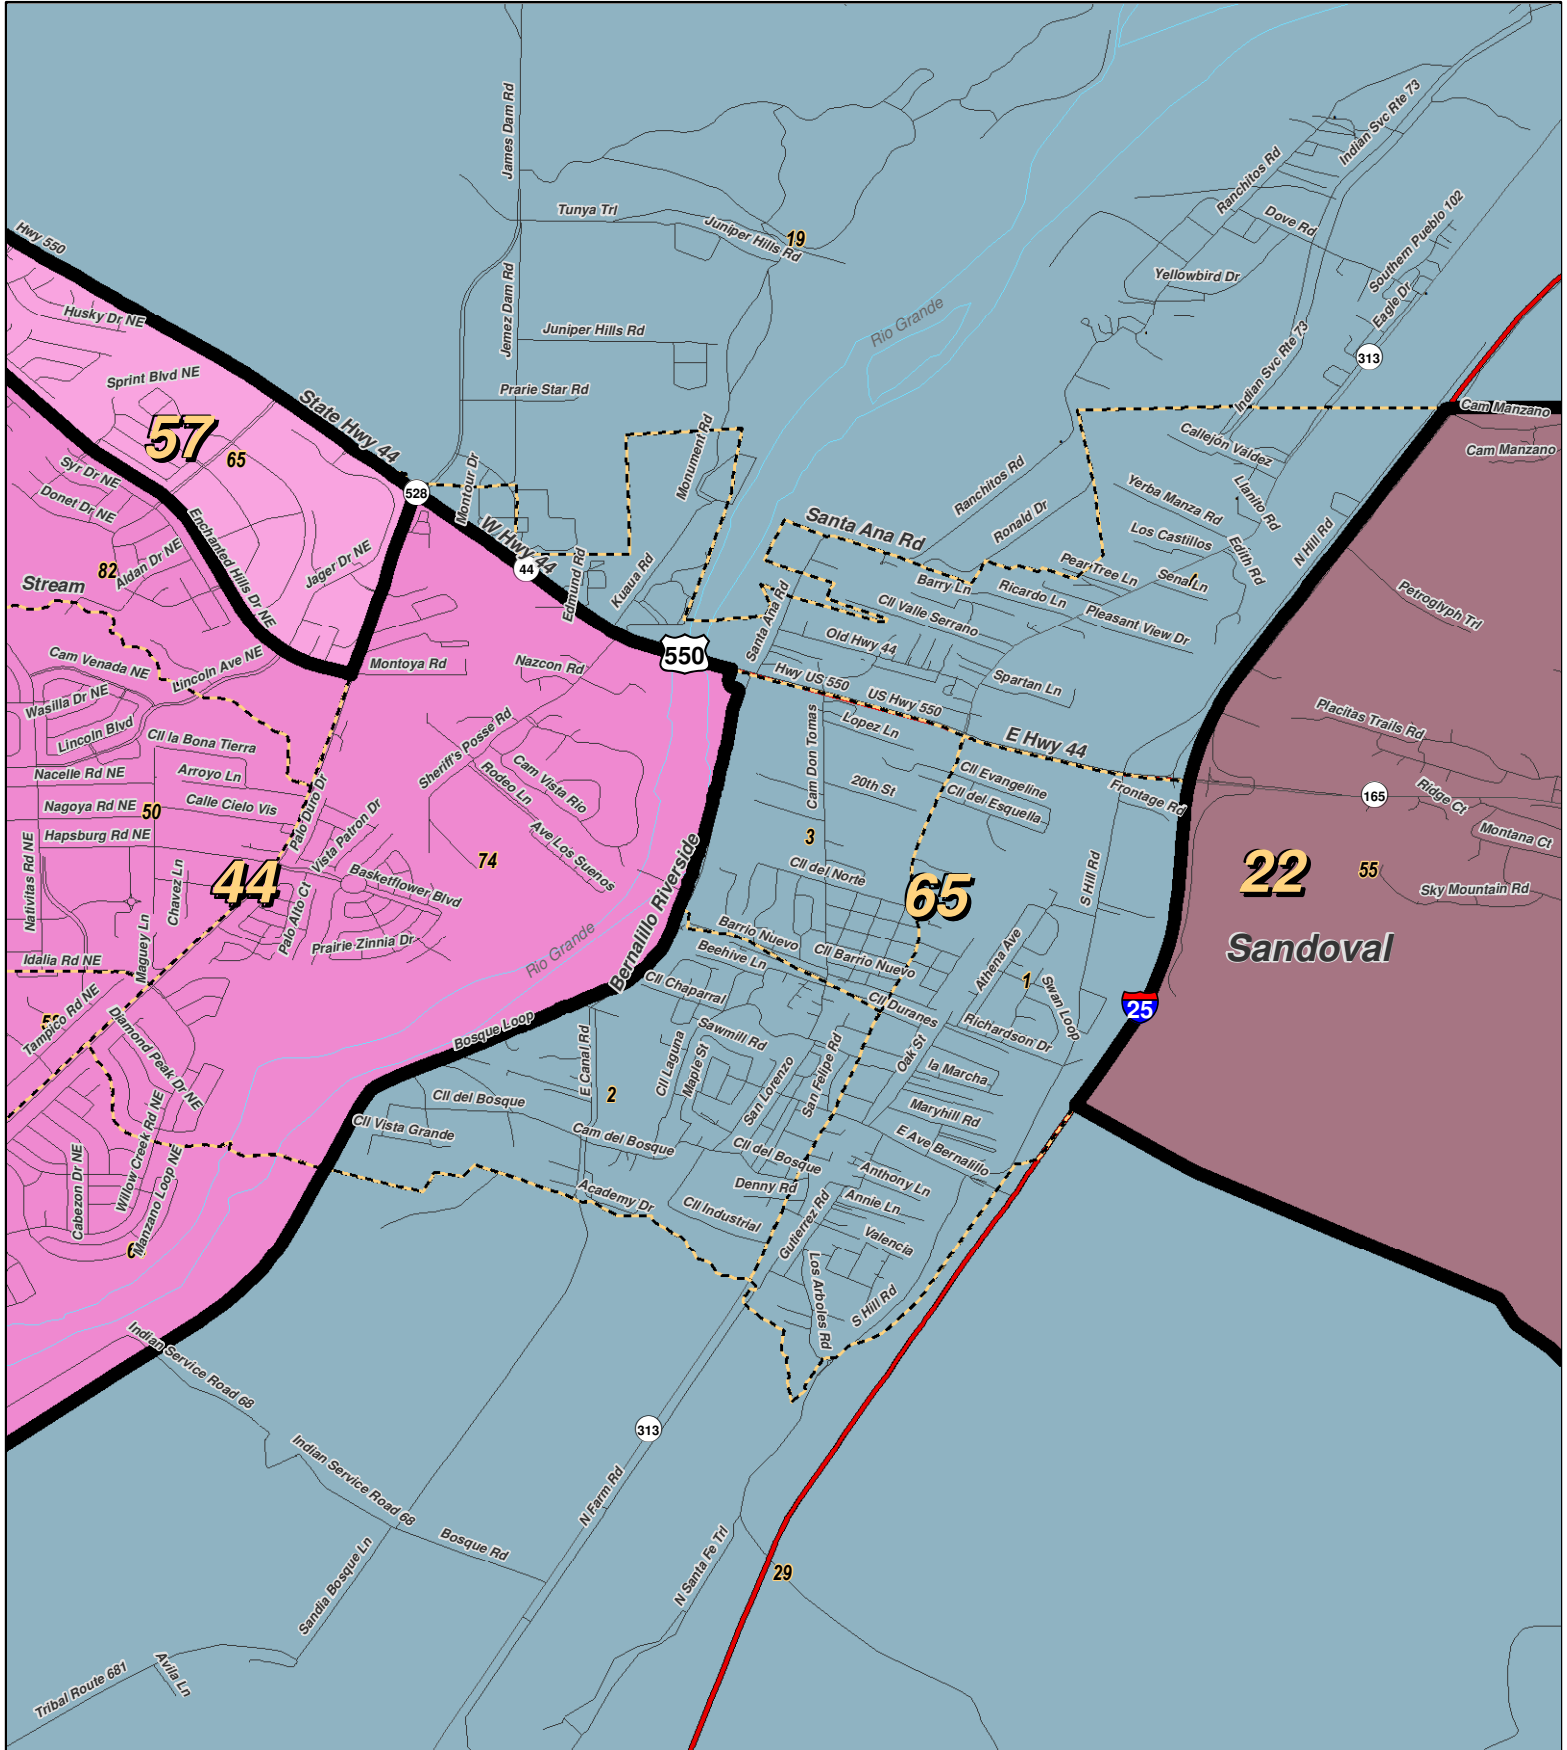 James Dam Rd
Indian Svc Rte 73
Ranchitos Rd
Tunya Trl
Juniper Hills Rd
19
Dove Rd
Southern Pueblo 102
Hwy 550
Yellowbird Dr
Jemez Dam Rd
Eagle Dr
Husky Dr NE
Juniper Hills Rd
Rio Grande
Indian Svc Rte 73
313
Sprint Blvd NE
Prarie Star Rd
State Hwy 44
Cam Manzano
57
65
Monument Rd
Callejón Valdez
Cam Manzano
Syr Dr NE
Montour Dr
Ranchitos Rd
Llanito Rd
528
Donet Dr NE
Yerba Manza Rd
Enchanted Hills Dr NE
W Hwy 44
Santa Ana Rd
Ronald Dr
Los Castillos
N Hill Rd
Aldan Dr NE
Jager Dr NE
Edith Rd
82
44
Stream
Edmund Rd
Kuaua Rd
Barry Ln
Ricardo Ln
Pear Tree Ln
Senal Ln
Petroglyph Trl
Cll Valle Serrano
Pleasant View Dr
Santa Ana Rd
Old Hwy 44
Cam Venada NE
Lincoln Ave NE
Montoya Rd
Nazcon Rd
550
Hwy US 550
US Hwy 550
Spartan Ln
Wasilla Dr NE
Lincoln Blvd
Cll la Bona Tierra
Sheriff's Posse Rd
Lopez Ln
E Hwy 44
Placitas Trails Rd
Cam Don Tomas
Nacelle Rd NE
Arroyo Ln
Cam Vista Rio
Rodeo Ln
20th St
Cll Evangeline
Cll del Esquella
Frontage Rd
165
Ridge Ct
Nagoya Rd NE
50
Calle Cielo Vis
Palo Duro Dr
Hapsburg Rd NE
Vista Patron Dr
3
Montana Ct
Ave Los Suenos
74
Nativitas Rd NE
Chavez Ln
44
Basketflower Blvd
Bernalillo Riverside
Cll del Norte
65
S Hill Rd
22
55
Sky Mountain Rd
Palo Alto Ct
Prairie Zinnia Dr
Rio Grande
Barrio Nuevo
Beehive Ln
Cll Barrio Nuevo
Athena Ave
Sandoval
Idalia Rd NE
Maguey Ln
Cll Chaparral
1
Swan Loop
Cll Duranes
25
Tampico Rd NE
Diamond Peak Dr NE
Bosque Loop
Sawmill Rd
Richardson Dr
E Canal Rd
Cll Laguna
Maple St
San Lorenzo
San Felipe Rd
Oak St
la Marcha
2
Cll del Bosque
Maryhill Rd
Cll Vista Grande
Cam del Bosque
Cll del Bosque
E Ave Bernalillo
Willow Creek Rd NE
Cabezon Dr NE
Manzano Loop NE
Academy Dr
Denny Rd
Anthony Ln
Annie Ln
Cll Industrial
Gutierrez Rd
Valencia
Los Arboles Rd
S Hill Rd
Indian Service Road 68
313
Indian Service Road 68
N Farm Rd
Bosque Rd
N Santa Fe Trl
29
Sandia Bosque Ln
Avila Ln
Tribal Route 681